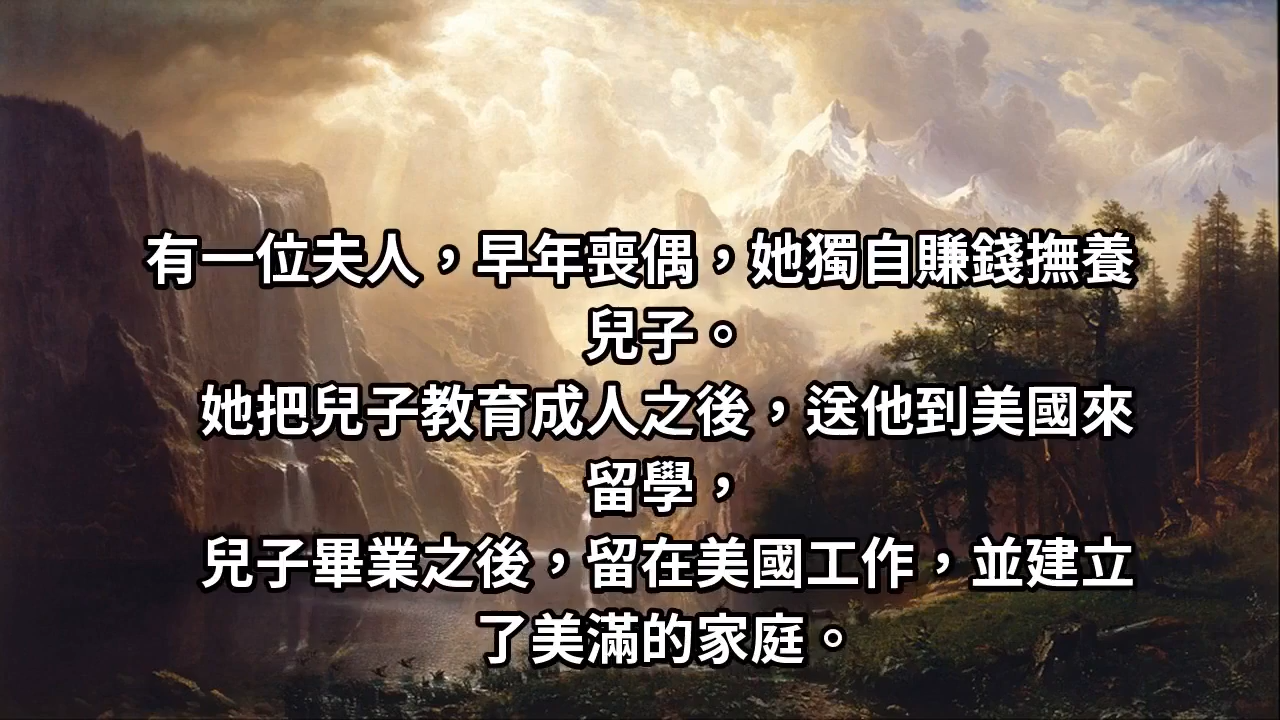 有一位夫人，早年喪偶，她獨自賺錢撫養
兒子。
她把兒子教育成人之後，送他到美國來
留學，
兒子畢業之後，留在美國工作，並建立
了美滿的家庭。